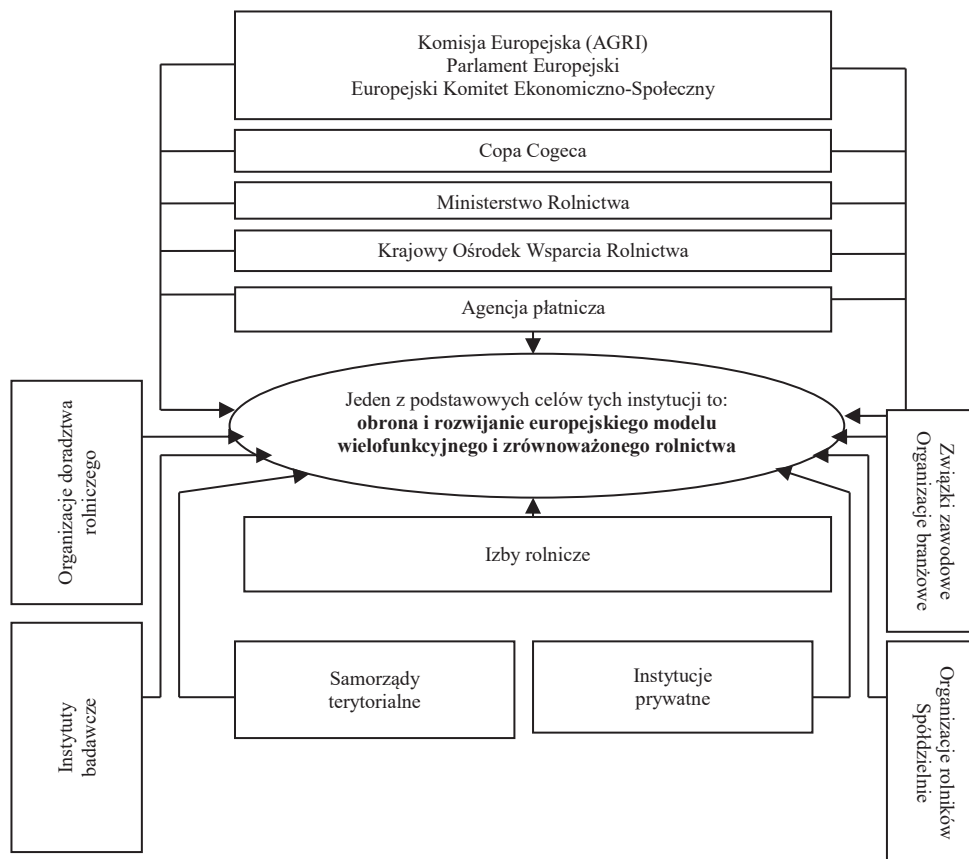 Komisja Europejska (AGRI)
Parlament Europejski
Europejski Komitet Ekonomiczno-Społeczny
Copa Cogeca
Ministerstwo Rolnictwa
Krajowy Ośrodek Wsparcia Rolnictwa
Agencja płatnicza
Jeden z podstawowych celów tych instytucji to:
obrona i rozwijanie europejskiego modelu
wielofunkcyjnego i zrównoważonego rolnictwa
Organizacje doradztwa
rolniczego
Związki zawodowe
Organizacje branżowe
Izby rolnicze
Instytuty
badawcze
Samorządy
terytorialne
Instytucje
prywatne
Organizacje rolników
Spółdzielnie